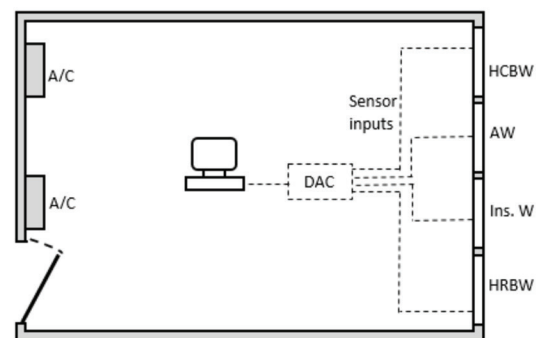 A/C
HCBW
Sensor
inputs
AW
DAC
A/C
Ins. W
HRBW